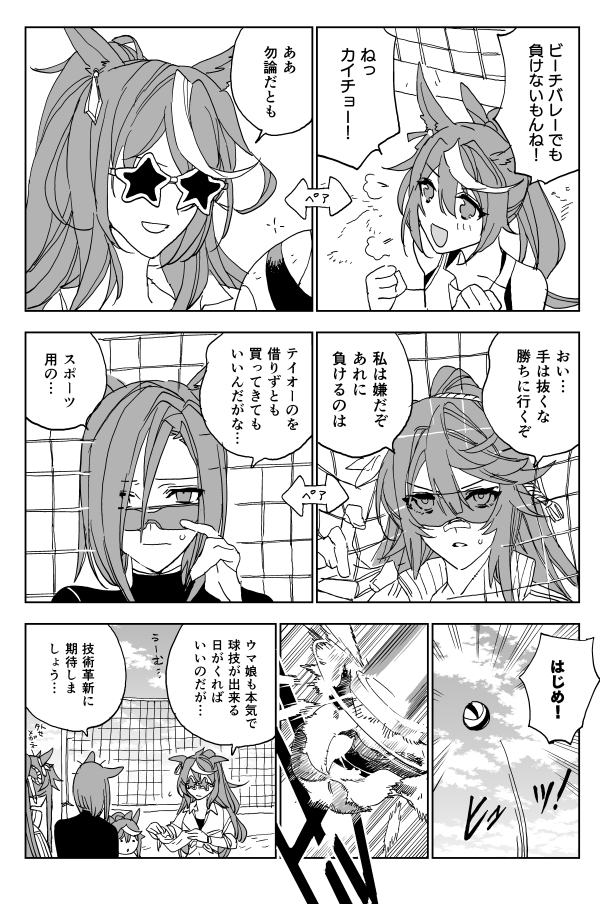 ビーチバレーでも
負けないもんね!
ねっ
カイチョー!
ペア
ああ
勿論だとも
おい…
手は抜くな
勝ちに行くぞ
私は嫌だぞ
あれに
負けるのは
ペア
テイオーのを
借りずとも
買ってきても
いいんだがな…
スポーツ
用の…
はじめ!
ヒュッ!
ウマ娘も本気で
球技が出来る
日がくれば
いいのだが…
うーむ…
技術革新に
期待しま
しょう…